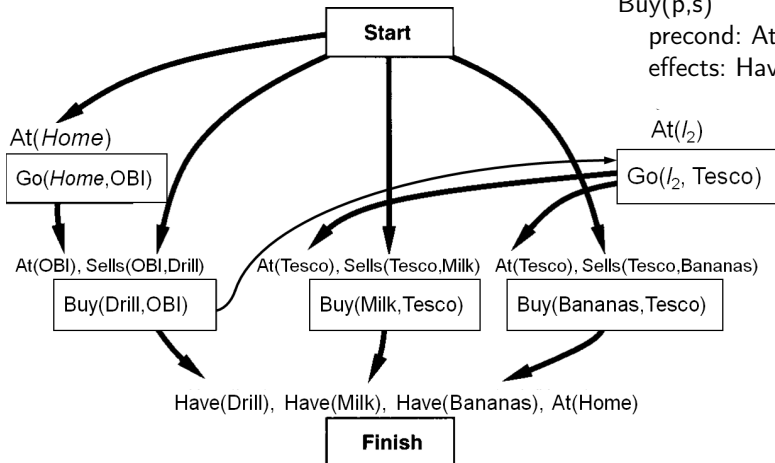 Start
Buy(p,s)
precond: At
effects: Hav
At(Home)
At(l₂)
Go(Home,OBI)
Go(l₂, Tesco)
At(OBI), Sells(OBI,Drill)
At(Tesco), Sells(Tesco,Milk)
At(Tesco), Sells(Tesco,Bananas)
Buy(Drill,OBI)
Buy(Milk,Tesco)
Buy(Bananas,Tesco)
Have(Drill), Have(Milk), Have(Bananas), At(Home)
Finish